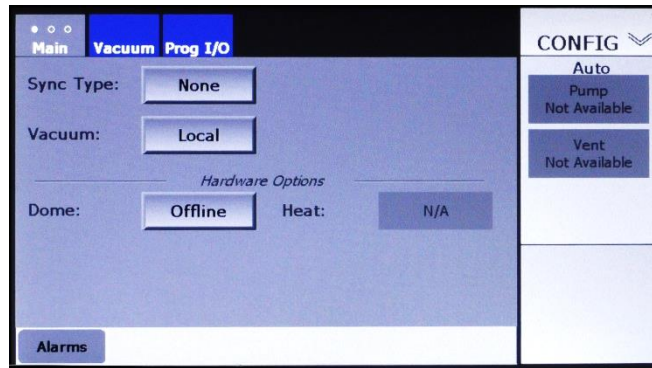 Main Vacuum Prog I/O
CONFIG
Auto
Sync Type: None
Pump
Not Available
Vacuum: Local
Vent
Not Available
Hardware Options
Dome: Offline Heat: N/A
Alarms